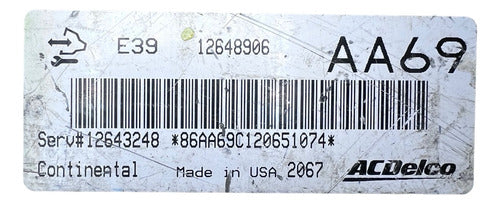 E39 12648906 AA69
Serv#12643248 *86AA69C120651074*
Continental Made in USA 2067 ACDelco